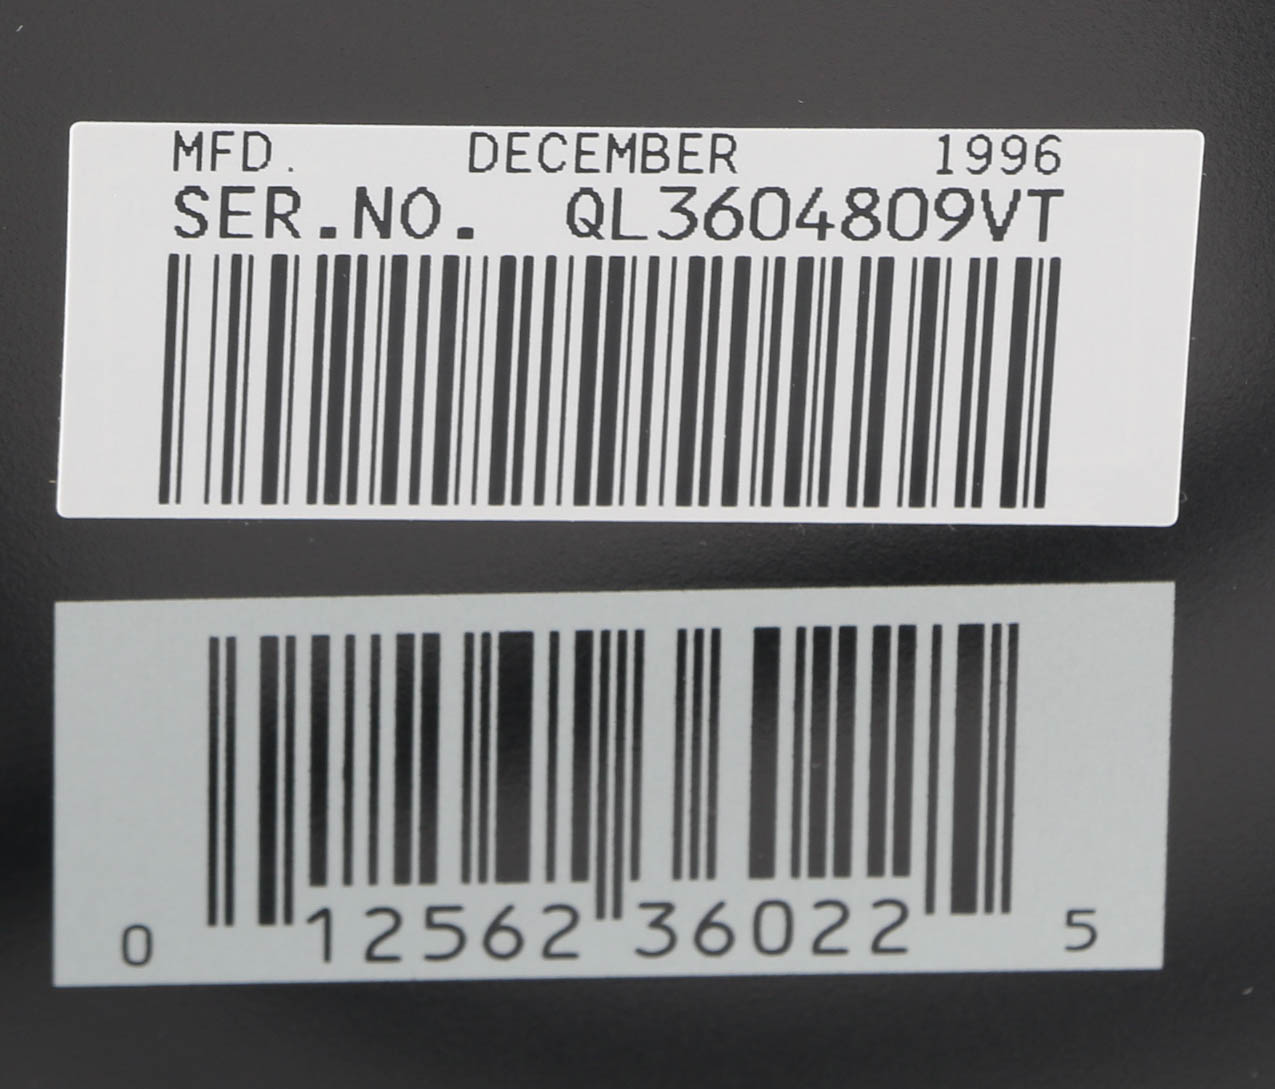 MFD. DECEMBER 1996
SER.NO. QL3604809VT
0 12562 36022 5